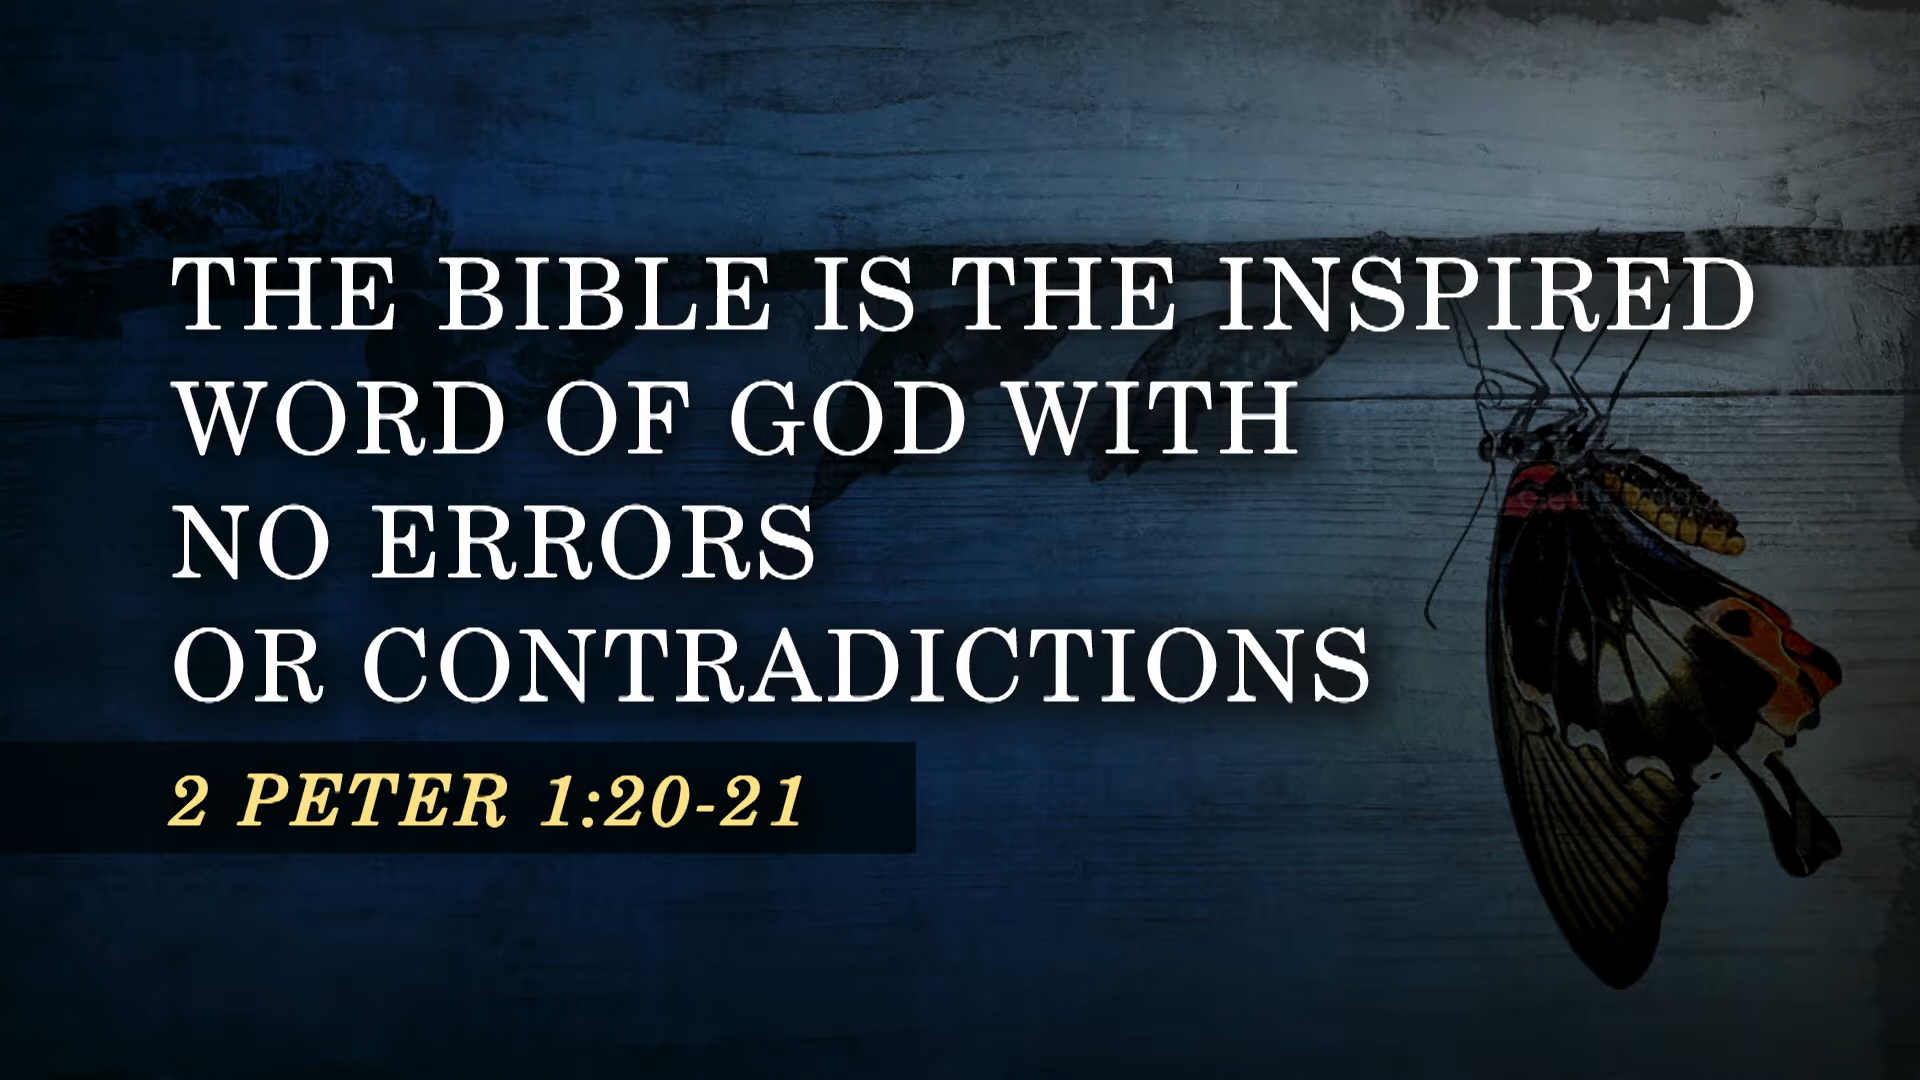 THE BIBLE IS THE INSPIRED
WORD OF GOD WITH
NO ERRORS
OR CONTRADICTIONS
2 PETER 1:20-21